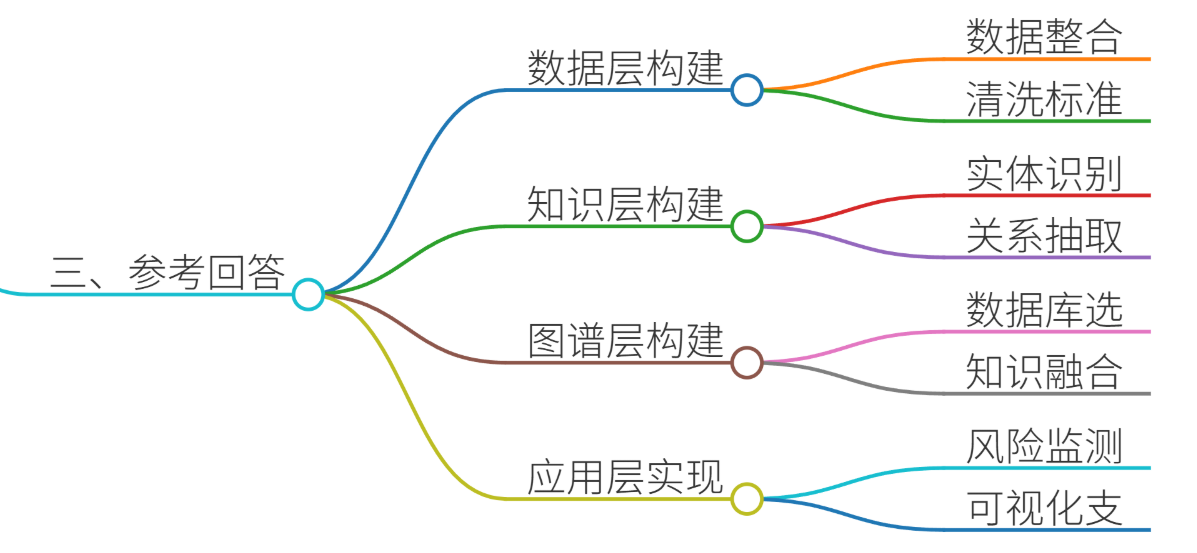 三、参考回答
数据层构建
数据整合
清洗标准
知识层构建
实体识别
关系抽取
图谱层构建
数据库选
知识融合
应用层实现
风险监测
可视化支